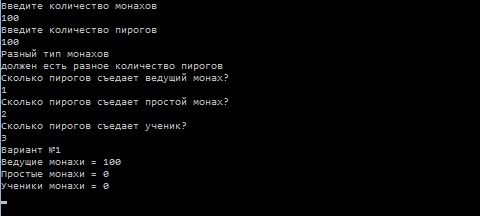 Введите количество монахов
100
Введите количество пирогов
100
Разный тип монахов
должен есть разное количество пирогов
Сколько пирогов съедает ведущий монах?
1
Сколько пирогов съедает простой монах?
2
Сколько пирогов съедает ученик?
3
Вариант №1
Ведущие монахи = 100
Простые монахи = 0
Ученики монахи = 0